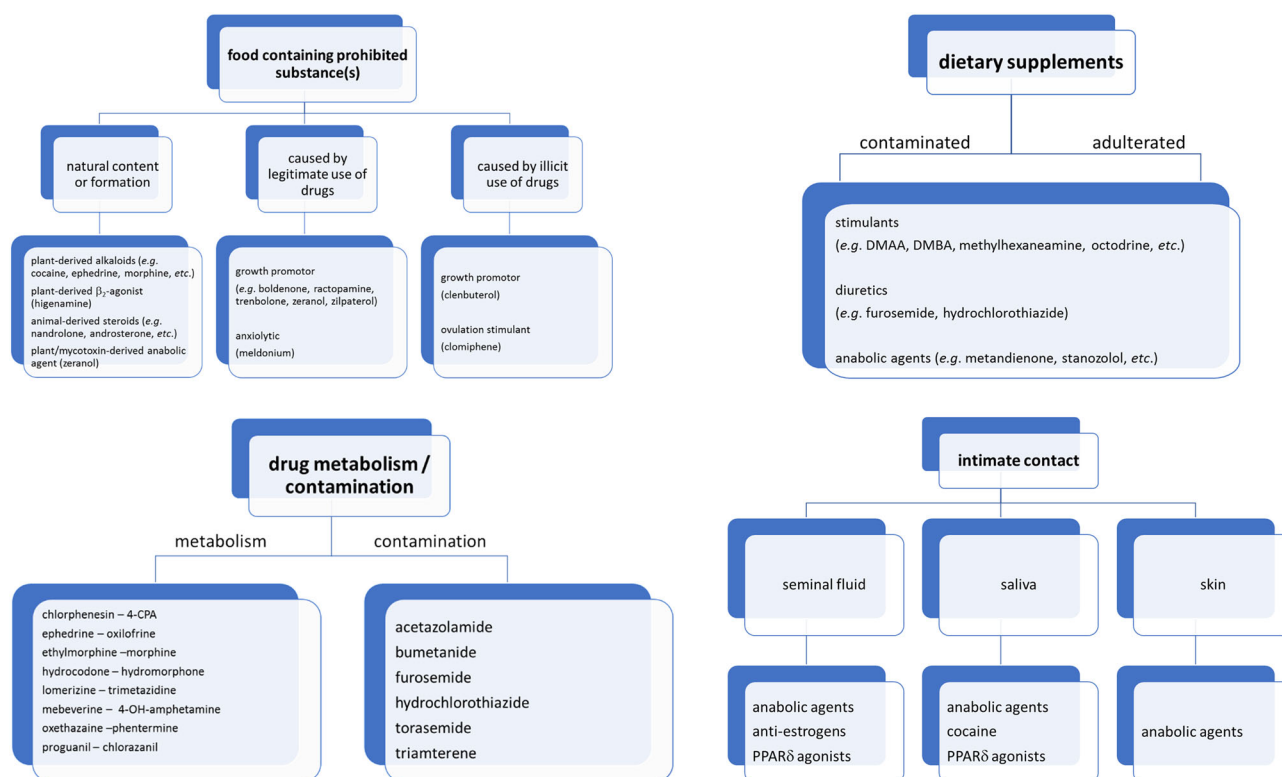 food containing prohibited
substance(s)
natural content
or formation
caused by
legitimate use of
drugs
caused by illicit
use of drugs
plant-derived alkaloids (e.g.
cocaine, ephedrine, morphine, etc.)
plant-derived β₂-agonist
(higenamine)
animal-derived steroids (e.g.
nandrolone, androsterone, etc.)
plant/mycotoxin-derived anabolic
agent (zeranol)
growth promotor
(e.g. boldenone, ractopamine,
trenbolone, zeranol, zilpaterol)
anxiolytic
(meldonium)
growth promotor
(clenbuterol)
ovulation stimulant
(clomiphene)
dietary supplements
contaminated
adulterated
stimulants
(e.g. DMAA, DMBA, methylhexaneamine, octodrine, etc.)
diuretics
(e.g. furosemide, hydrochlorothiazide)
anabolic agents (e.g. metandienone, stanozolol, etc.)
drug metabolism /
contamination
metabolism
contamination
chlorphenesin – 4-CPA
ephedrine – oxilofrine
ethylmorphine –morphine
hydrocodone – hydromorphone
lomerizine – trimetazidine
mebeverine – 4-OH-amphetamine
oxethazaine –phentermine
proguanil – chlorazanil
acetazolamide
bumetanide
furosemide
hydrochlorothiazide
torasemide
triamterene
intimate contact
seminal fluid
saliva
skin
anabolic agents
anti-estrogens
PPARδ agonists
anabolic agents
cocaine
PPARδ agonists
anabolic agents